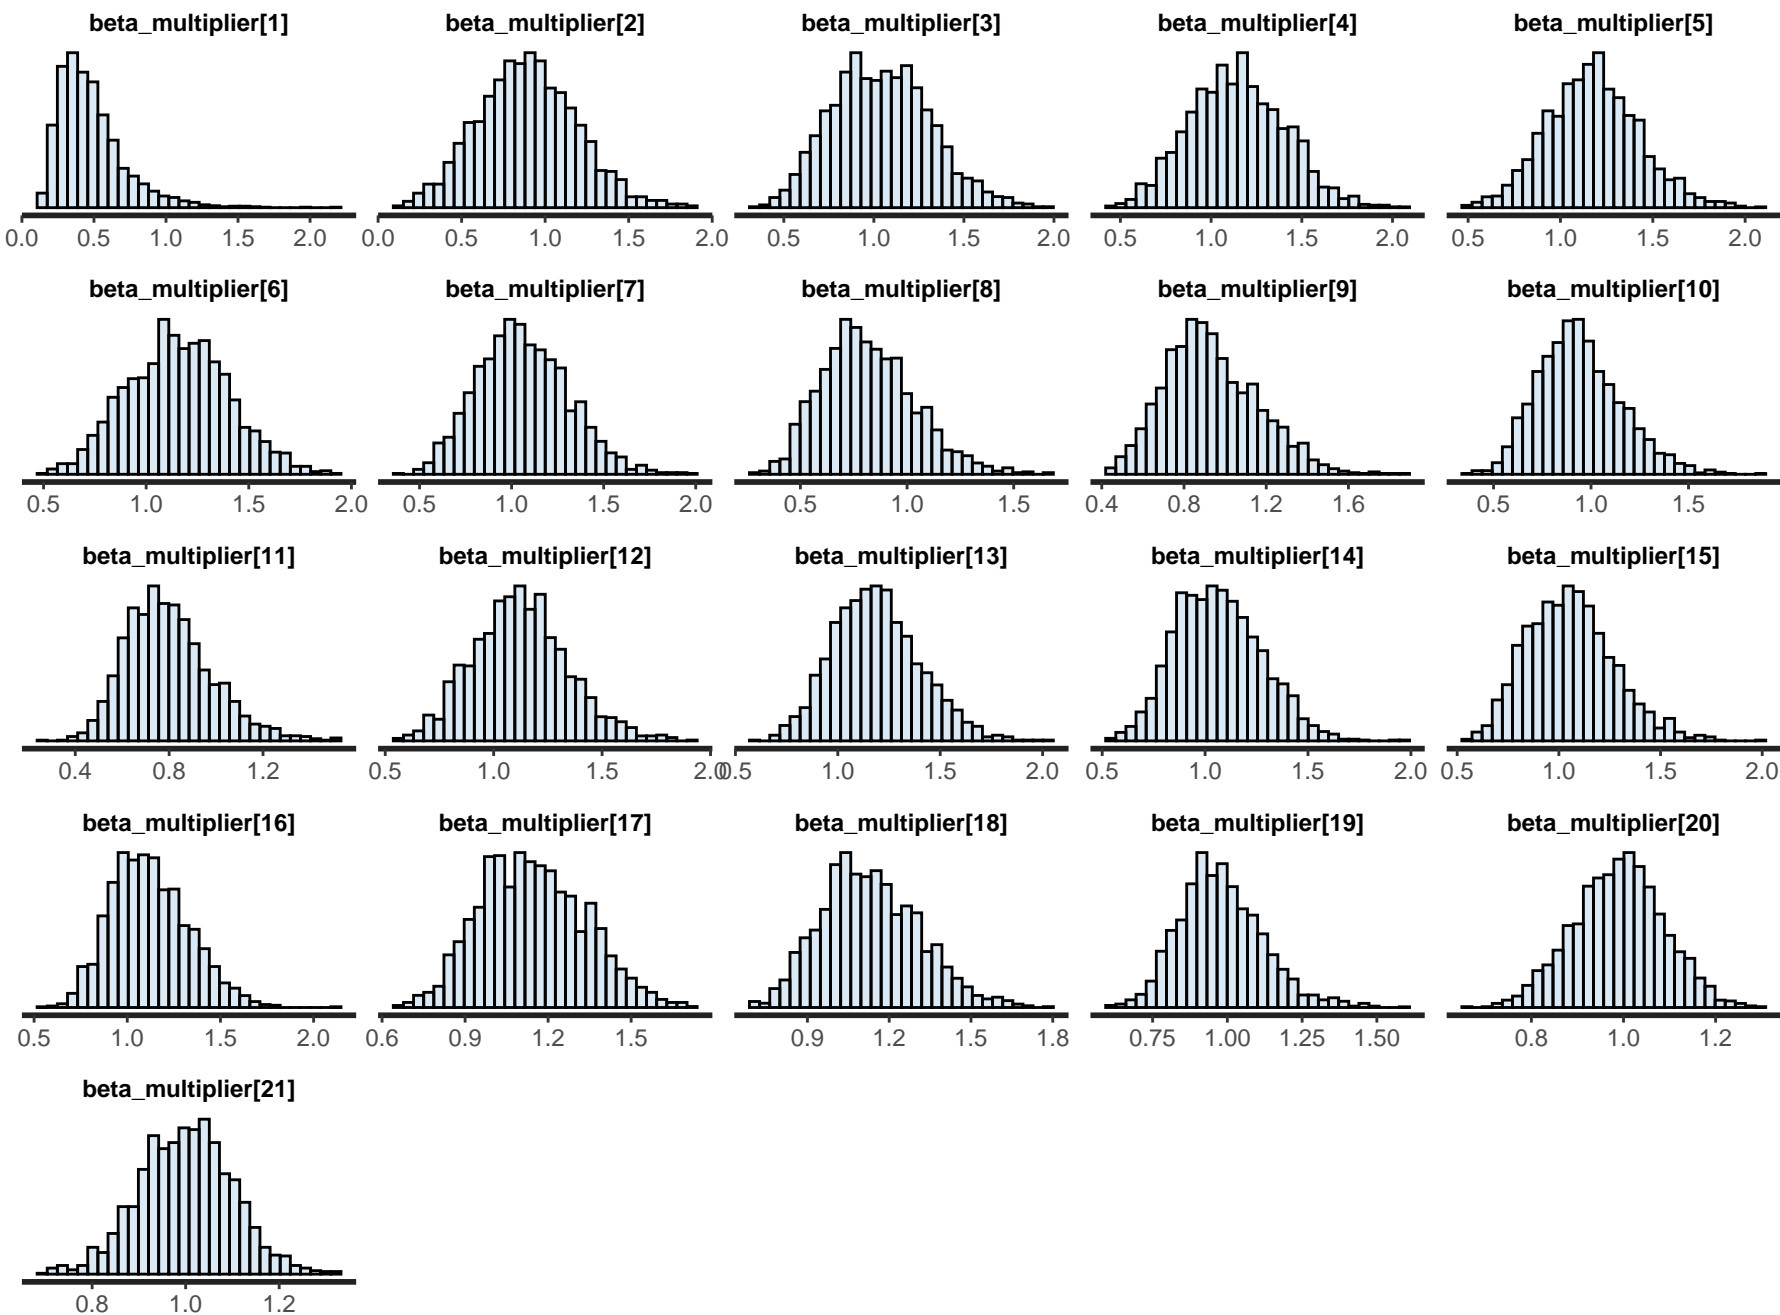 beta_multiplier[1] beta_multiplier[2] beta_multiplier[3] beta_multiplier[4] beta_multiplier[5]
0.0 0.5 1.0 1.5 2.0 0.0 0.5 1.0 1.5 2.0 0.5 1.0 1.5 2.0 0.5 1.0 1.5 2.0 0.5 1.0 1.5 2.0
beta_multiplier[6] beta_multiplier[7] beta_multiplier[8] beta_multiplier[9] beta_multiplier[10]
0.5 1.0 1.5 2.0 0.5 1.0 1.5 2.0 0.5 1.0 1.5 0.4 0.8 1.2 1.6 0.5 1.0 1.5
beta_multiplier[11] beta_multiplier[12] beta_multiplier[13] beta_multiplier[14] beta_multiplier[15]
0.4 0.8 1.2 0.5 1.0 1.5 2.0 0.5 1.0 1.5 2.0 0.5 1.0 1.5 2.0 0.5 1.0 1.5 2.0
beta_multiplier[16] beta_multiplier[17] beta_multiplier[18] beta_multiplier[19] beta_multiplier[20]
0.5 1.0 1.5 2.0 0.6 0.9 1.2 1.5 0.9 1.2 1.5 1.8 0.75 1.00 1.25 1.50 0.8 1.0 1.2
beta_multiplier[21]
0.8 1.0 1.2